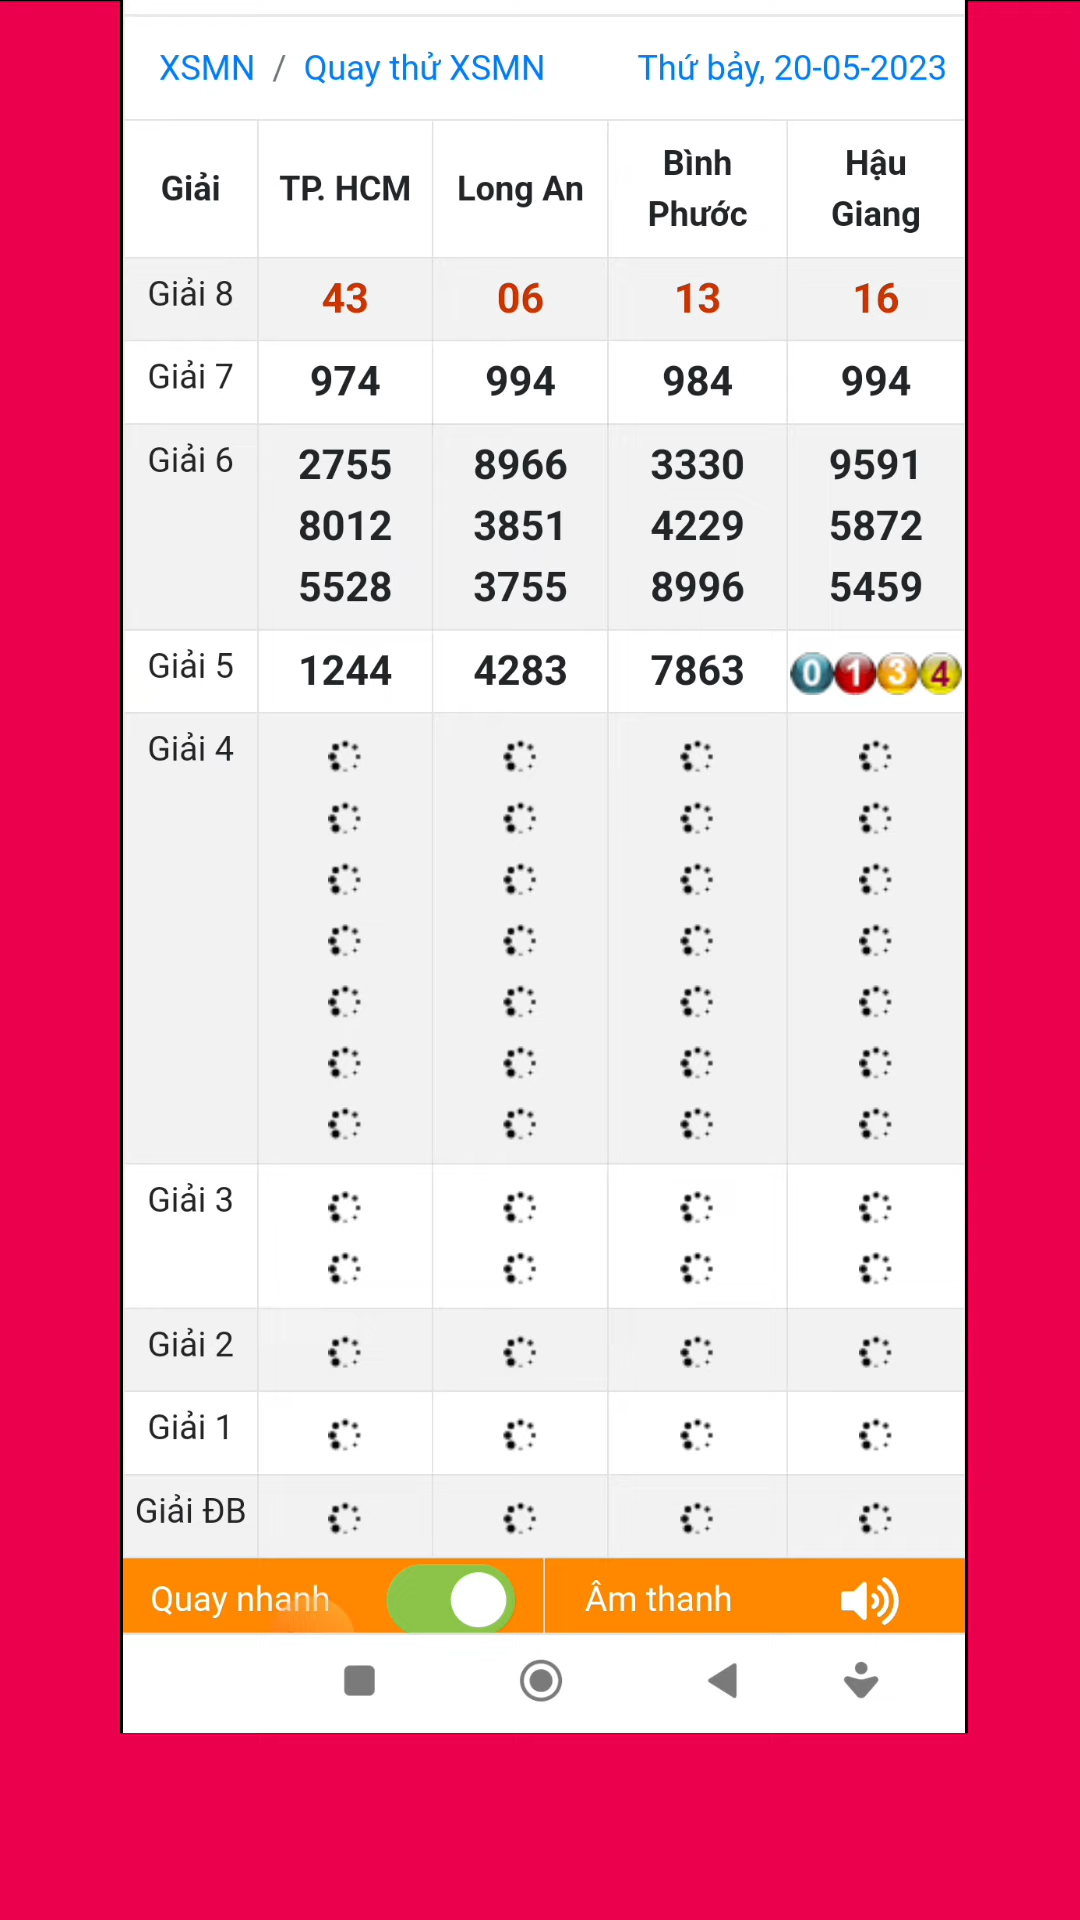 XSMN / Quay thử XSMN Thứ bảy, 20-05-2023
Giải TP. HCM Long An Bình Phước Hậu Giang
Giải 8 43 06 13 16
Giải 7 974 994 984 994
Giải 6 2755 8966 3330 9591
8012 3851 4229 5872
5528 3755 8996 5459
Giải 5 1244 4283 7863 0134
Giải 4
Giải 3
Giải 2
Giải 1
Giải ĐB
Quay nhanh Âm thanh